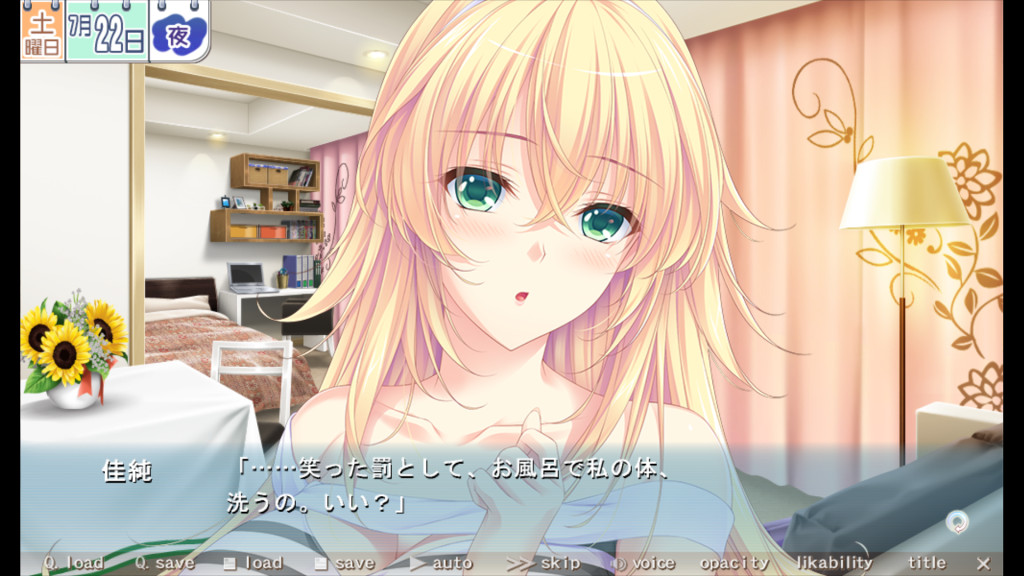 土
曜日
7月22日
夜
佳純
「……笑った罰として、お風呂で私の体、
洗うの。いい？」
Q. load Q. save load save auto skip voice opacity likability title